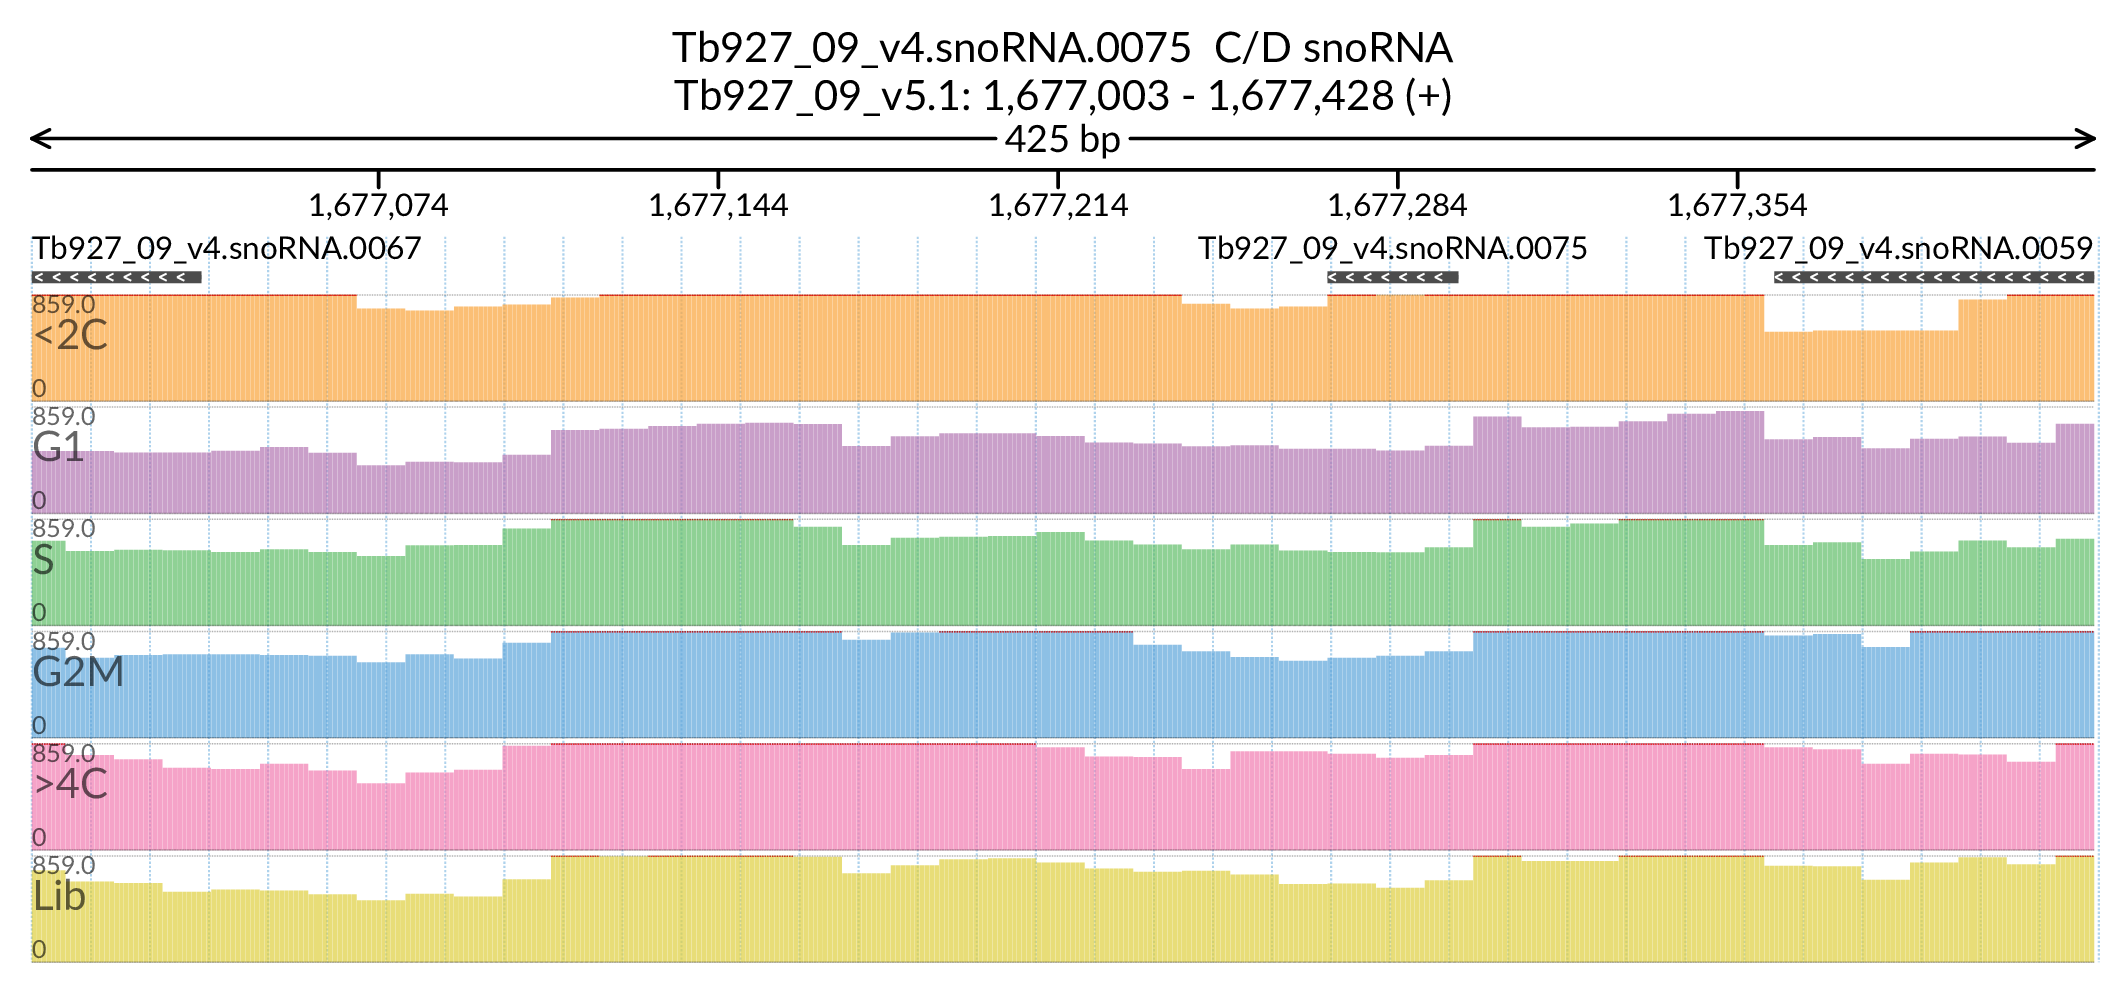 Tb927_09_v4.snoRNA.0075  C/D snoRNA
Tb927_09_v5.1: 1,677,003 - 1,677,428 (+)
425 bp
1,677,074 1,677,144 1,677,214 1,677,284 1,677,354
Tb927_09_v4.snoRNA.0067 Tb927_09_v4.snoRNA.0075 Tb927_09_v4.snoRNA.0059
859.0
<2C
0
859.0
G1
0
859.0
S
0
859.0
G2M
0
859.0
>4C
0
859.0
Lib
0